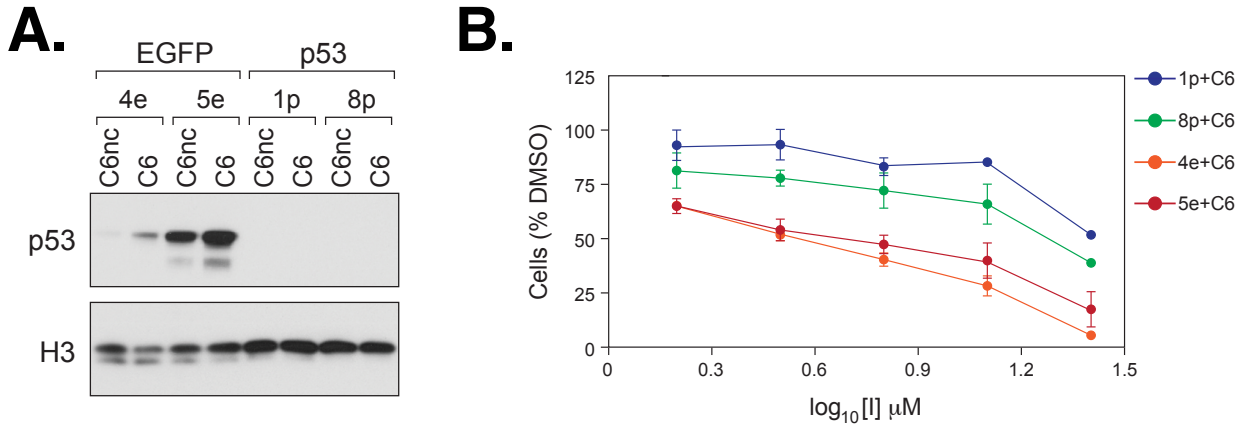 A.
EGFP p53
4e 5e 1p 8p
C6nc C6 C6nc C6 C6nc C6 C6nc C6
p53
H3
B.
125
100
75
50
25
0
0 0.3 0.6 0.9 1.2 1.5
Cells (% DMSO)
log10[I] μM
1p+C6
8p+C6
4e+C6
5e+C6